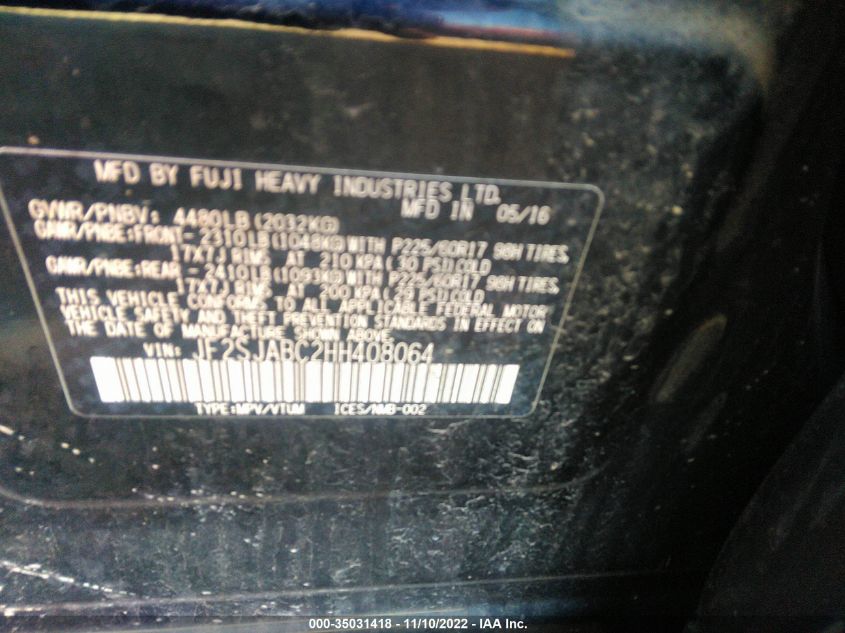 MFD BY FUJI HEAVY INDUSTRIES LTD.
MFD IN 05/16
GVWR/PNBV: 4480LB(2032KG)
GAWR/PNBE:FRONT- 2310LB(1048KG)WITH P225/60R17 98H TIRES,
17X7J RIMS AT 210KPA( 30 PSI)COLD
GAWR/PNBE:REAR - 2410LB(1093KG)WITH P225/60R17 98H TIRES,
17X7J RIMS AT 200KPA( 29 PSI)COLD
THIS VEHICLE CONFORMS TO ALL APPLICABLE FEDERAL MOTOR
VEHICLE SAFETY AND THEFT PREVENTION STANDARDS IN EFFECT ON
THE DATE OF MANUFACTURE SHOWN ABOVE.
VIN: JF2SJABC2HH408064
TYPE:MPV/VTUM ICES/NMB-002
000-35031418 - 11/10/2022 - IAA Inc.